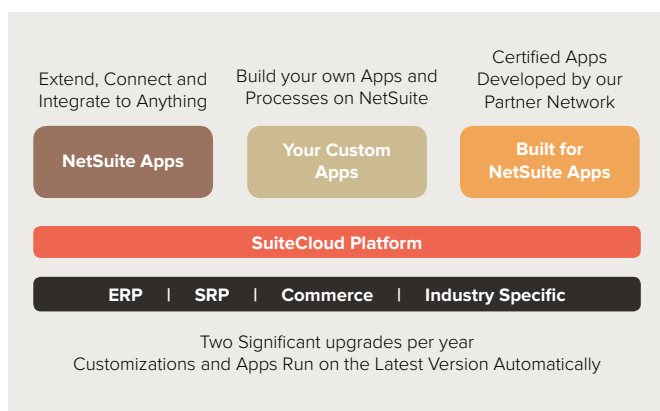 Extend, Connect and
Integrate to Anything
Build your own Apps and
Processes on NetSuite
Certified Apps
Developed by our
Partner Network
NetSuite Apps
Your Custom
Apps
Built for
NetSuite Apps
SuiteCloud Platform
ERP | SRP | Commerce | Industry Specific
Two Significant upgrades per year
Customizations and Apps Run on the Latest Version Automatically